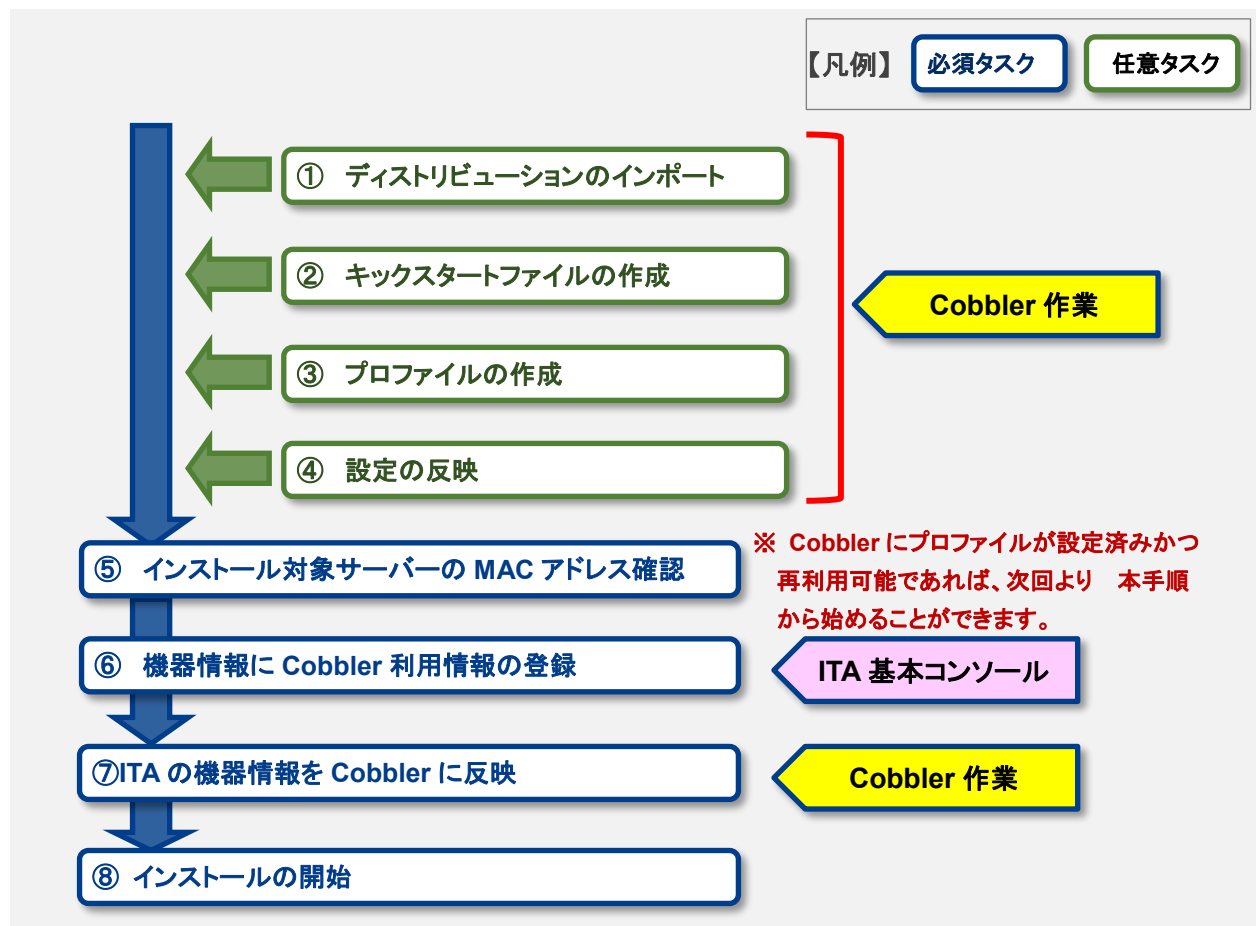 【凡例】 必須タスク 任意タスク
① ディストリビューションのインポート
② キックスタートファイルの作成
Cobbler 作業
③ プロファイルの作成
④ 設定の反映
⑤ インストール対象サーバーの MAC アドレス確認
※ Cobbler にプロファイルが設定済みかつ
再利用可能であれば、次回より 本手順
から始めることができます。
⑥ 機器情報に Cobbler 利用情報の登録
ITA 基本コンソール
⑦ITA の機器情報を Cobbler に反映
Cobbler 作業
⑧ インストールの開始